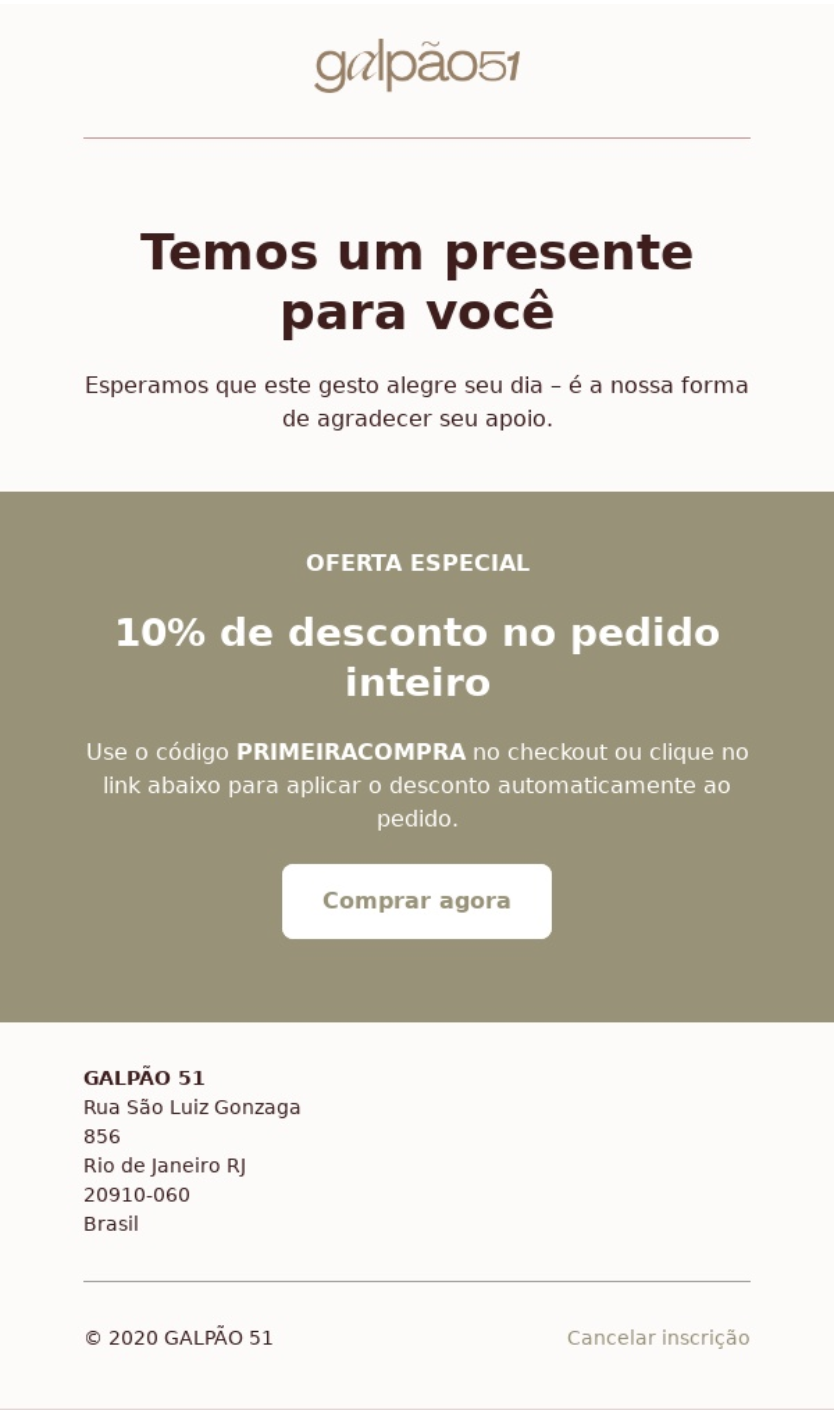 galpão51
Temos um presente
para você
Esperamos que este gesto alegre seu dia – é a nossa forma
de agradecer seu apoio.
OFERTA ESPECIAL
10% de desconto no pedido
inteiro
Use o código PRIMEIRACOMPRA no checkout ou clique no
link abaixo para aplicar o desconto automaticamente ao
pedido.
Comprar agora
GALPÃO 51
Rua São Luiz Gonzaga
856
Rio de Janeiro RJ
20910-060
Brasil
© 2020 GALPÃO 51
Cancelar inscrição